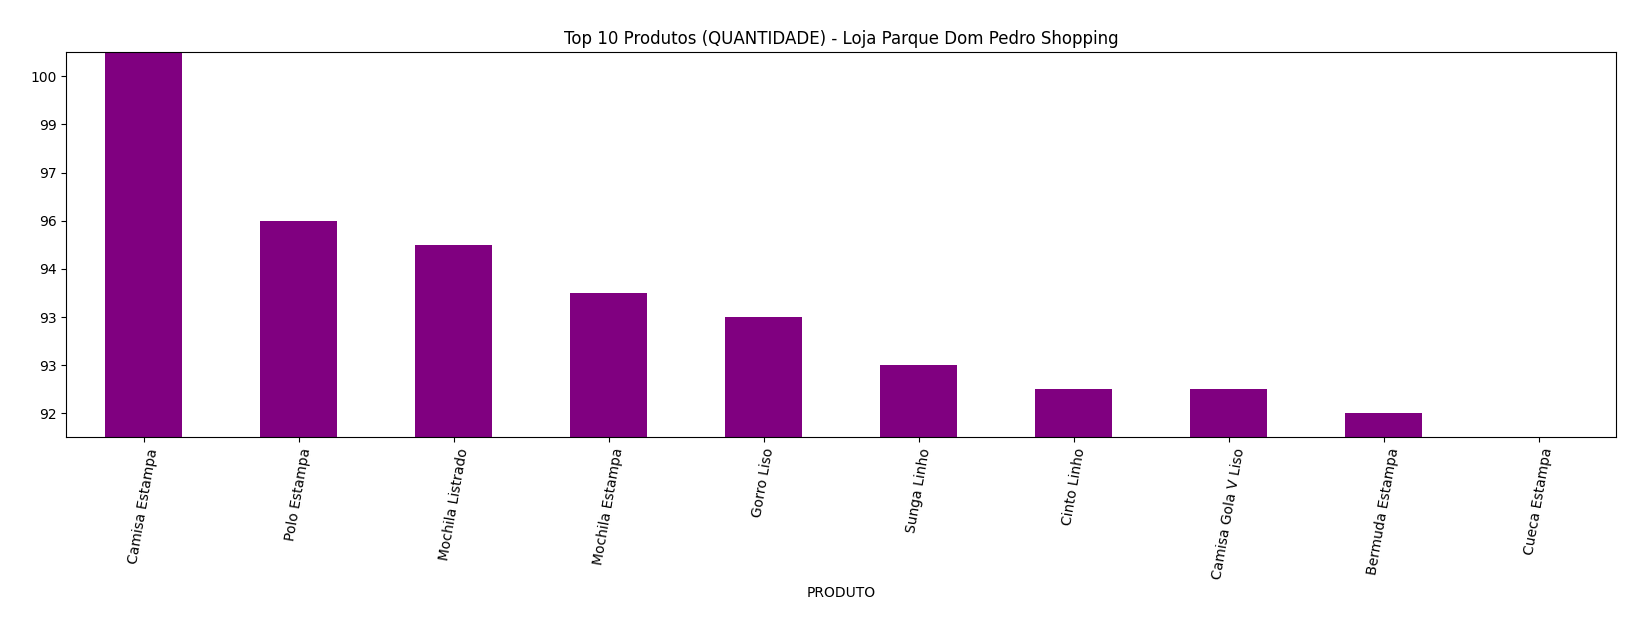 Top 10 Produtos (QUANTIDADE) - Loja Parque Dom Pedro Shopping
100
99
97
96
94
93
93
92
Camisa Estampa
Polo Estampa
Mochila Listrado
Mochila Estampa
Gorro Liso
Sunga Linho
Cinto Linho
Camisa Gola V Liso
Bermuda Estampa
Cueca Estampa
PRODUTO